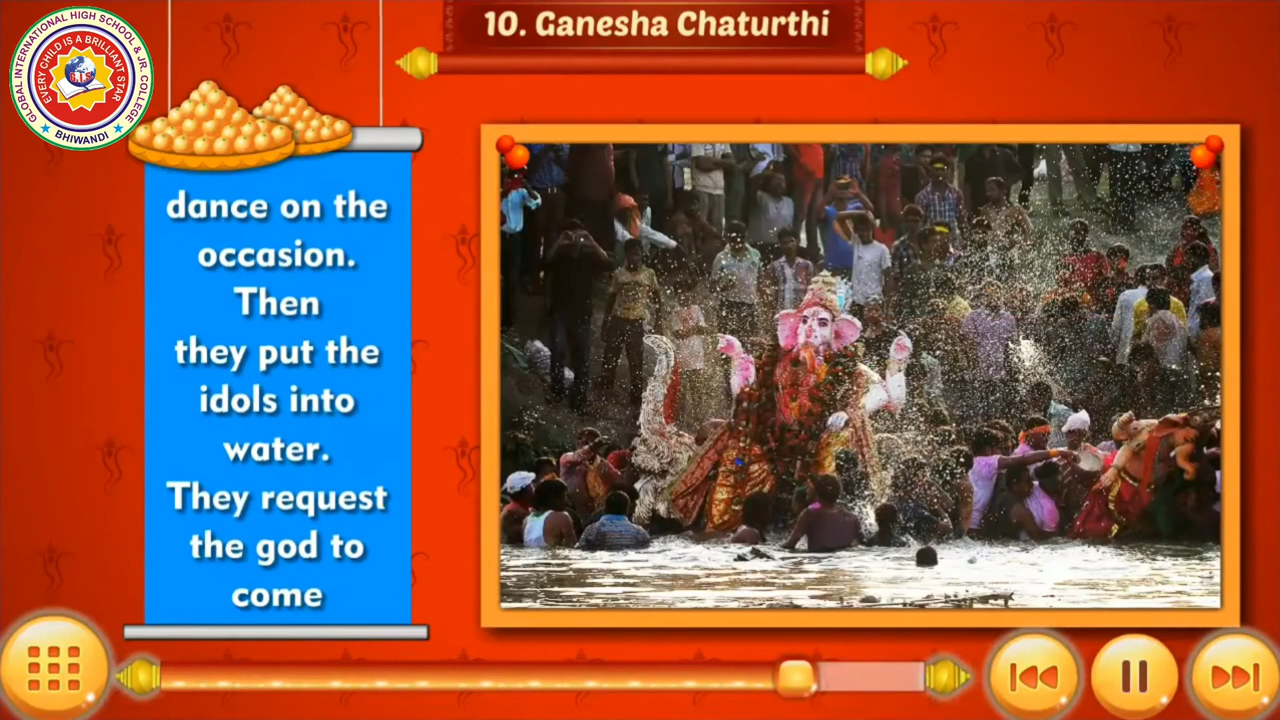 10. Ganesha Chaturthi
GLOBAL INTERNATIONAL HIGH SCHOOL & JR. COLLEGE
EVERY CHILD IS A BRILLIANT STAR
G.I.S.
BHIWANDI
dance on the
occasion.
Then
they put the
idols into
water.
They request
the god to
come